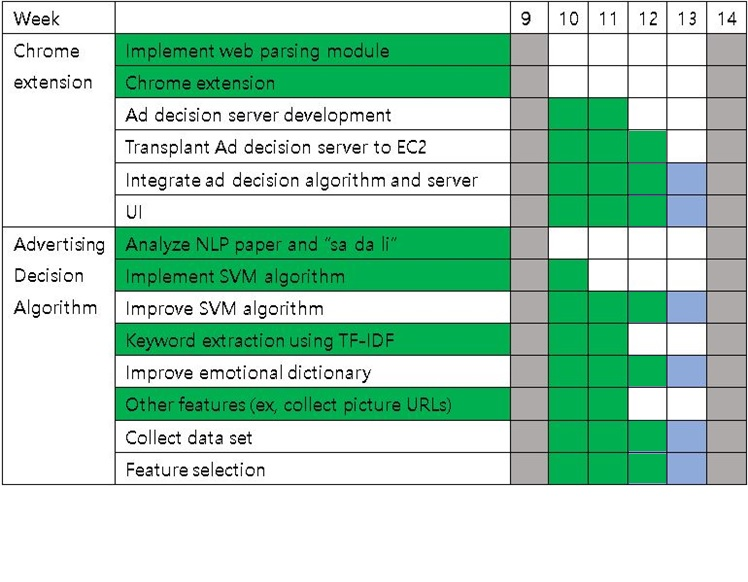 Week 9 10 11 12 13 14
Chrome Implement web parsing module
extension Chrome extension
Ad decision server development
Transplant Ad decision server to EC2
Integrate ad decision algorithm and server
UI
Advertising Analyze NLP paper and “sa da li”
Decision Implement SVM algorithm
Algorithm Improve SVM algorithm
Keyword extraction using TF-IDF
Improve emotional dictionary
Other features (ex, collect picture URLs)
Collect data set
Feature selection